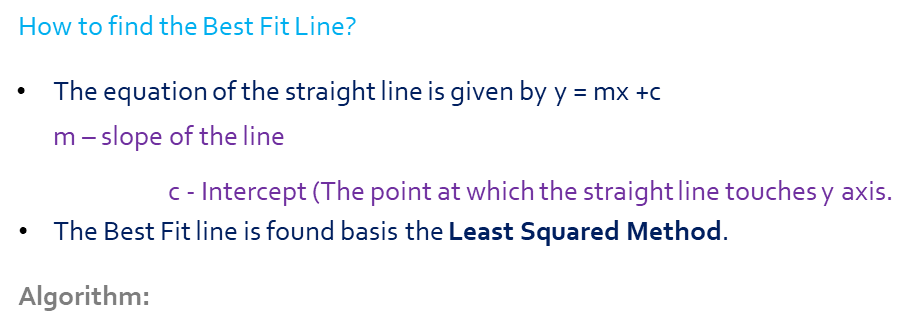 How to find the Best Fit Line?
• The equation of the straight line is given by y = mx +c
m – slope of the line
c - Intercept (The point at which the straight line touches y axis.
• The Best Fit line is found basis the Least Squared Method.
Algorithm: